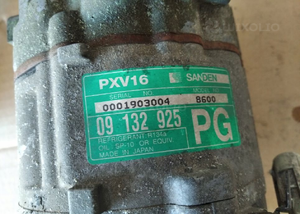 PXV16 SANDEN
SERIAL NO.
0001903004 8600
09 132 925 PG
REFRIGERANT R134a
OIL SP-10 OR EQUIV.
MADE IN JAPAN